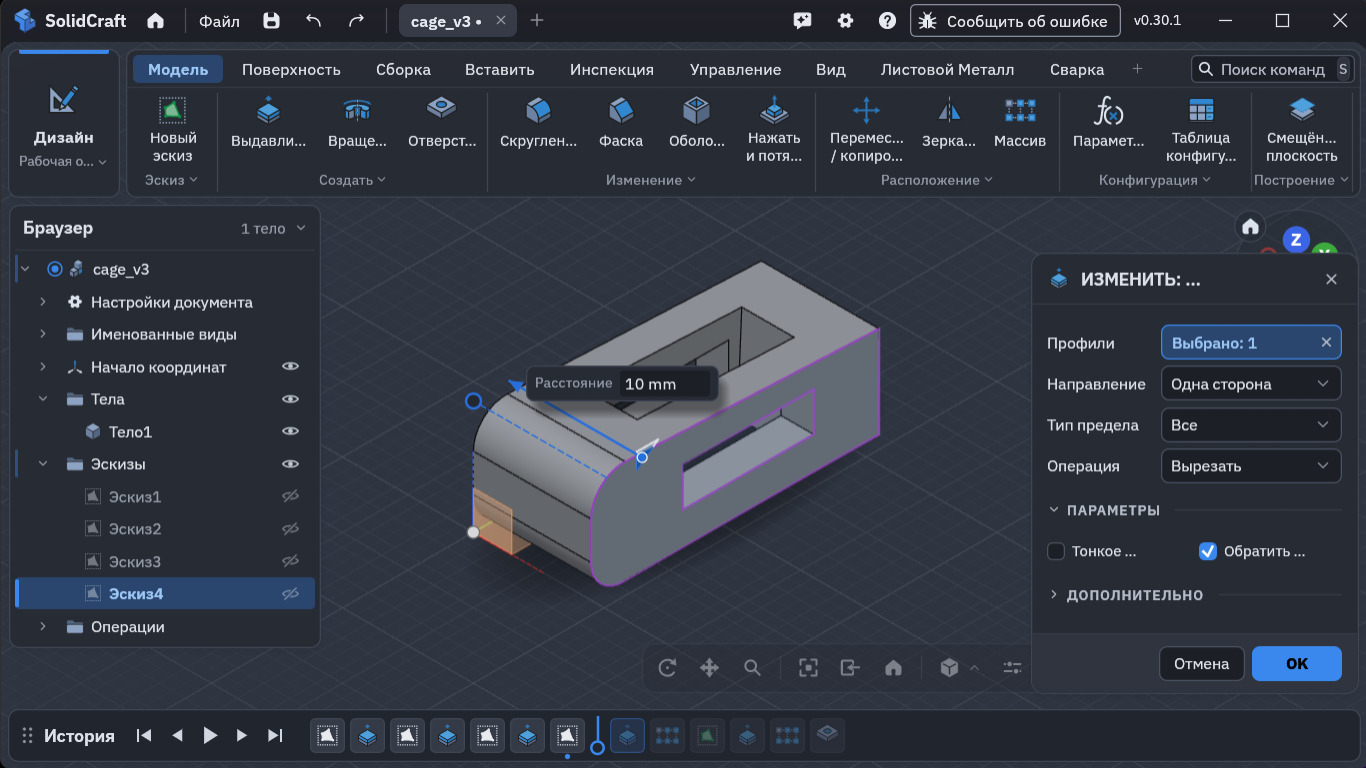 SolidCraft
Файл
cage_v3 •
Сообщить об ошибке
v0.30.1
Дизайн
Рабочая о...
Модель
Поверхность
Сборка
Вставить
Инспекция
Управление
Вид
Листовой Металл
Сварка
Поиск команд
S
Новый эскиз
Выдавли...
Враще...
Отверст...
Скруглен...
Фаска
Оболо...
Нажать и потя...
Перемес... / копиро...
Зерка...
Массив
Парамет...
Таблица конфигу...
Смещён... плоскость
Эскиз
Создать
Изменение
Расположение
Конфигурация
Построение
Браузер
1 тело
cage_v3
Настройки документа
Именованные виды
Начало координат
Тела
Тело1
Эскизы
Эскиз1
Эскиз2
Эскиз3
Эскиз4
Операции
Расстояние 10 mm
Z
ИЗМЕНИТЬ: ...
Профили
Выбрано: 1
Направление
Одна сторона
Тип предела
Все
Операция
Вырезать
ПАРАМЕТРЫ
Тонкое ...
Обратить ...
ДОПОЛНИТЕЛЬНО
Отмена
OK
История